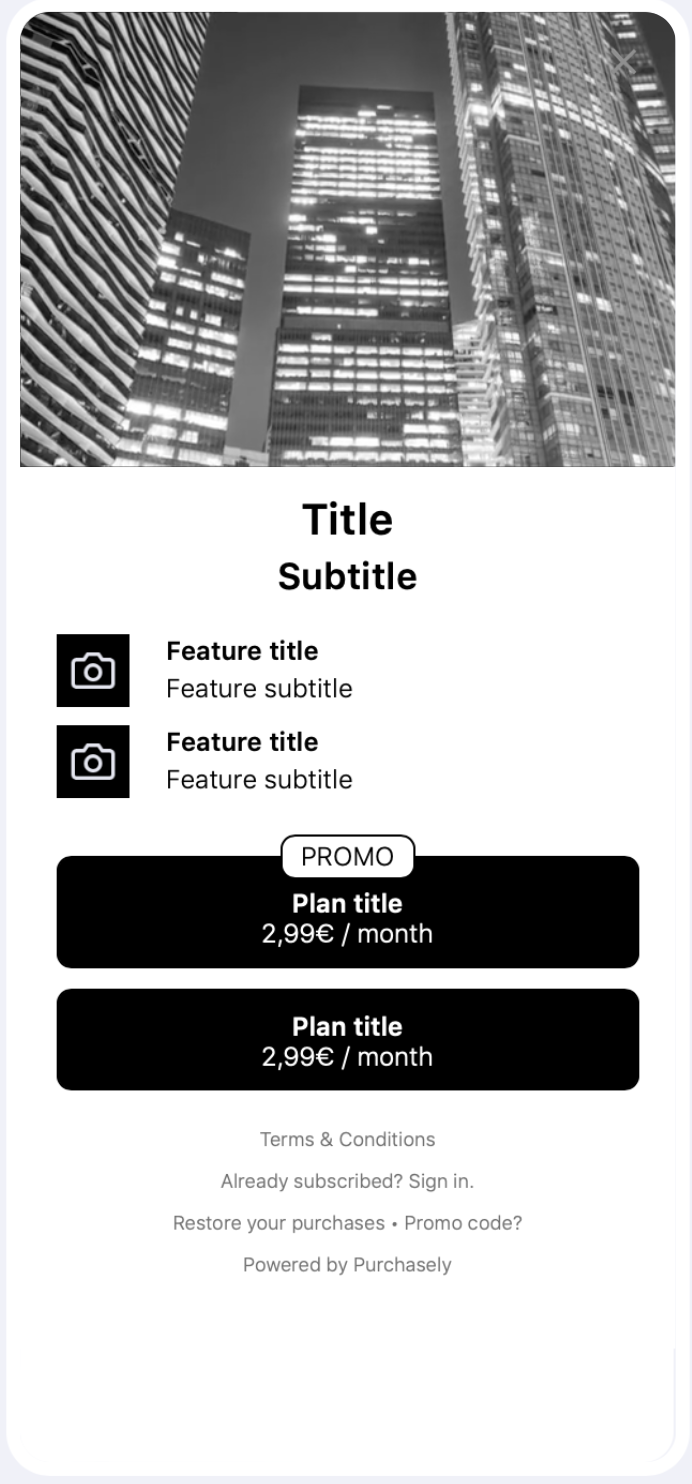 Title
Subtitle
Feature title
Feature subtitle
Feature title
Feature subtitle
PROMO
Plan title
2,99€ / month
Plan title
2,99€ / month
Terms & Conditions
Already subscribed? Sign in.
Restore your purchases • Promo code?
Powered by Purchasely